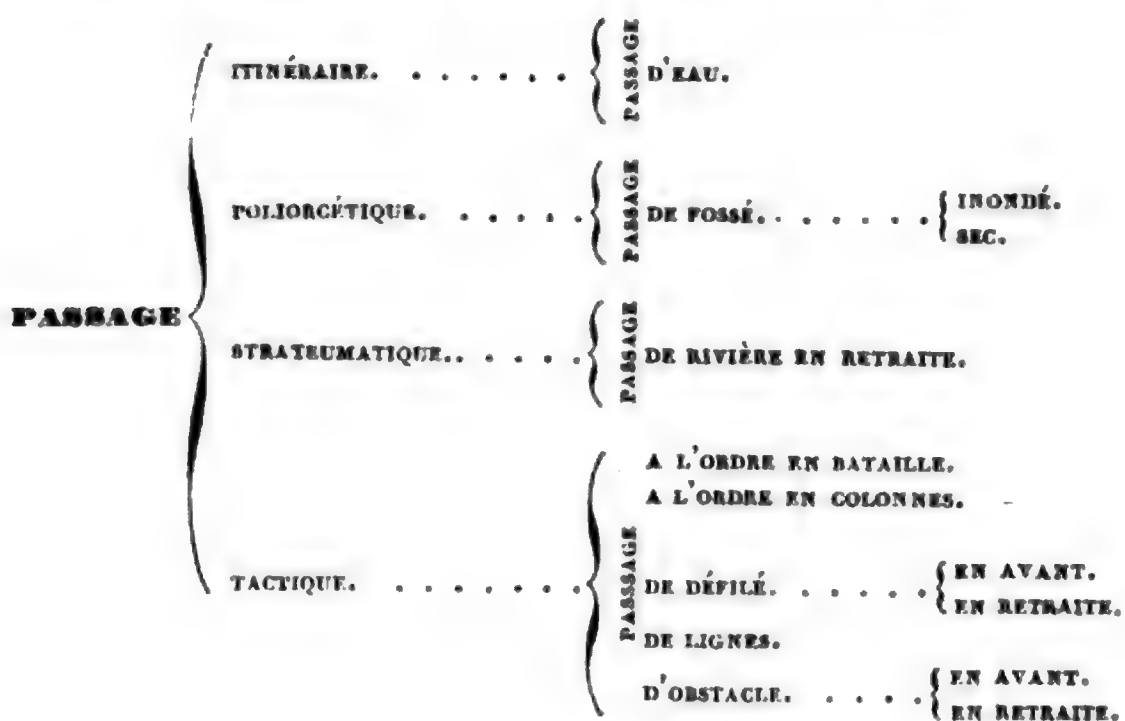 PASSAGE
ITINÉRAIRE. . . . . . . PASSAGE D'EAU.
POLIORCÉTIQUE. . . . . . PASSAGE DE FOSSÉ. . . . . . . INONDÉ.
SEC.
STRATEUMATIQUE.. . . . . PASSAGE DE RIVIÈRE EN RETRAITE.
TACTIQUE. . . . . . . . PASSSAGE
A L'ORDRE EN BATAILLE.
A L'ORDRE EN COLONNES.
DE DÉFILÉ. . . . . . EN AVANT.
EN RETRAITE.
DE LIGNES.
D'OBSTACLE. . . . . EN AVANT.
EN RETRAITE.